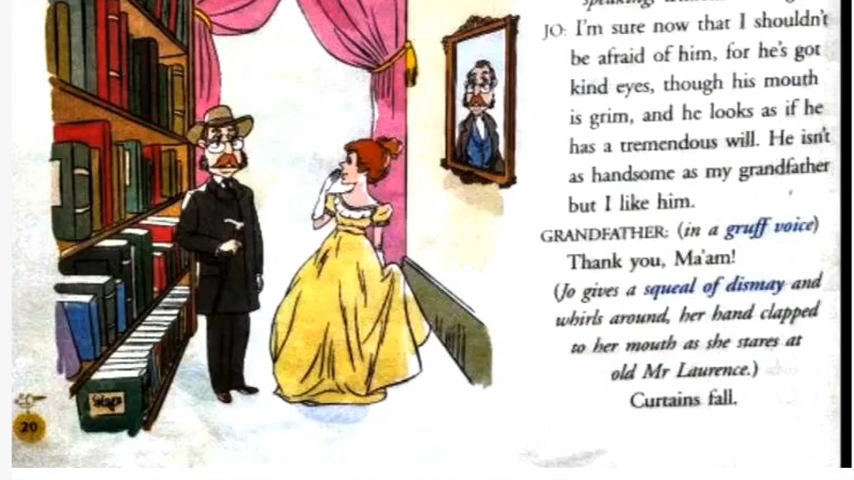 JO: I'm sure now that I shouldn't
be afraid of him, for he's got
kind eyes, though his mouth
is grim, and he looks as if he
has a tremendous will. He isn't
as handsome as my grandfather
but I like him.
GRANDFATHER: (in a gruff voice)
Thank you, Ma'am!
(Jo gives a squeal of dismay and
whirls around, her hand clapped
to her mouth as she stares at
old Mr Laurence.)
Curtains fall.
20